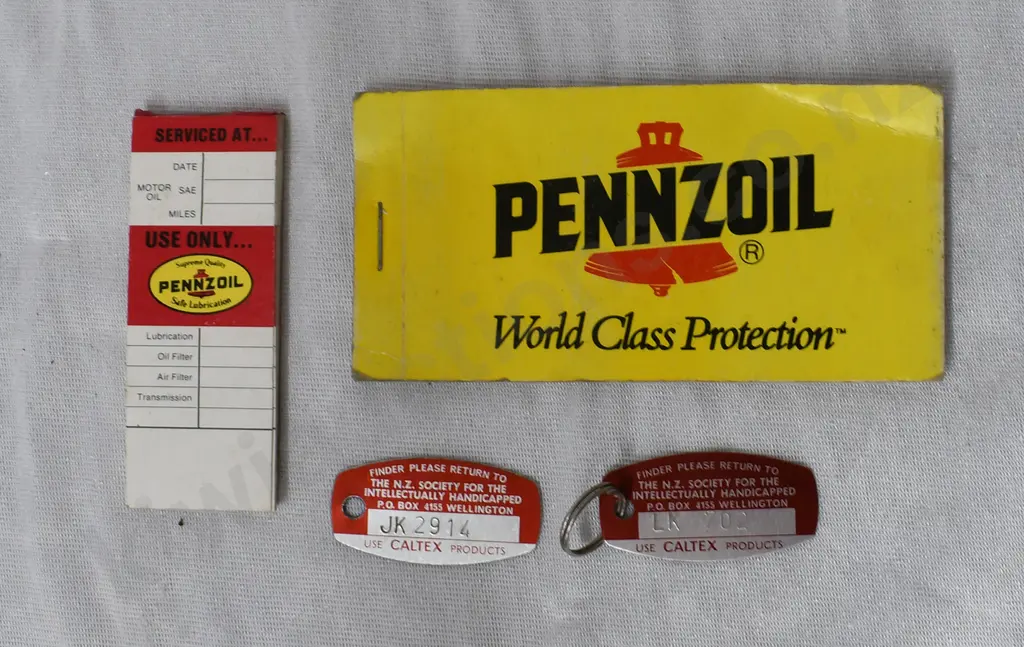 SERVICED AT...
DATE
MOTOR OIL SAE
MILES
USE ONLY...
Supreme Quality
PENNZOIL
Safe Lubrication
Lubrication
Oil Filter
Air Filter
Transmission
PENNZOIL®
World Class Protection™
FINDER PLEASE RETURN TO
THE N.Z. SOCIETY FOR THE
INTELLECTUALLY HANDICAPPED
P.O. BOX 4155 WELLINGTON
JK 2914
USE CALTEX PRODUCTS
FINDER PLEASE RETURN TO
THE N.Z. SOCIETY FOR THE
INTELLECTUALLY HANDICAPPED
P.O. BOX 4155 WELLINGTON
LK
USE CALTEX PRODUCTS